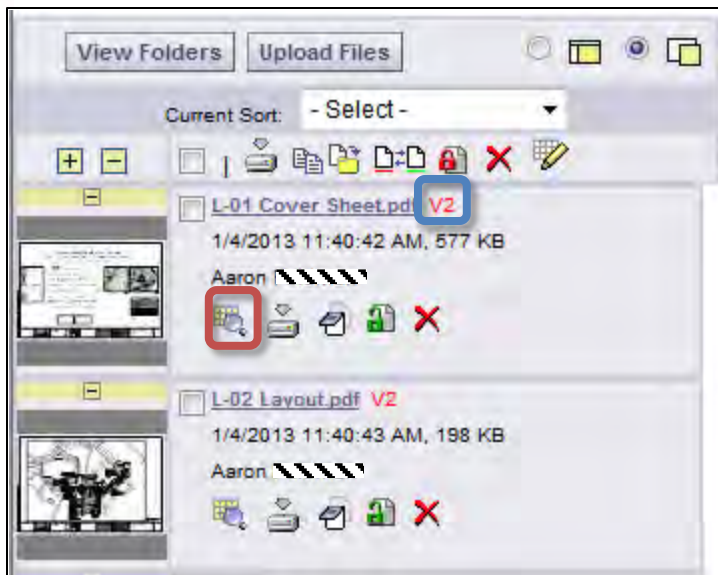 View Folders Upload Files
Current Sort: - Select -
L-01 Cover Sheet.pdf V2
1/4/2013 11:40:42 AM, 577 KB
Aaron
L-02 Layout.pdf V2
1/4/2013 11:40:43 AM, 198 KB
Aaron